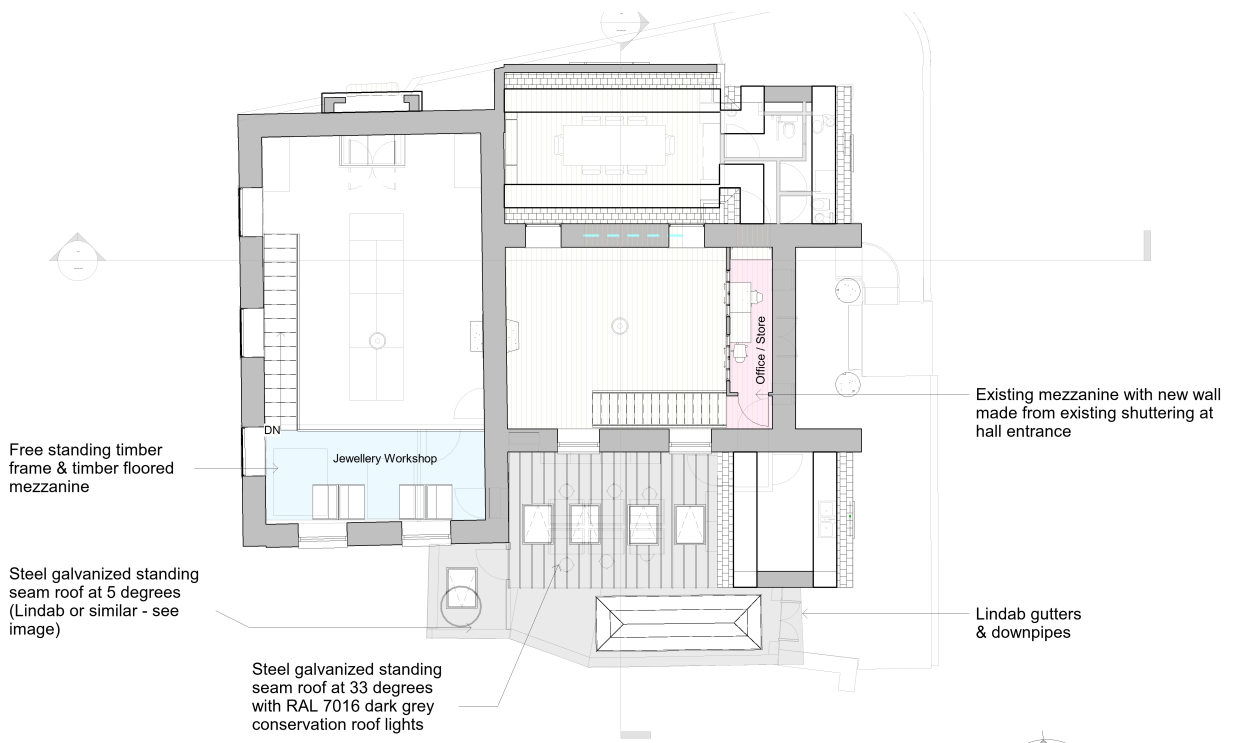 Office / Store
Existing mezzanine with new wall
made from existing shuttering at
hall entrance
DN
Jewellery Workshop
Free standing timber
frame & timber floored
mezzanine
Steel galvanized standing
seam roof at 5 degrees
(Lindab or similar - see
image)
Lindab gutters
& downpipes
Steel galvanized standing
seam roof at 33 degrees
with RAL 7016 dark grey
conservation roof lights